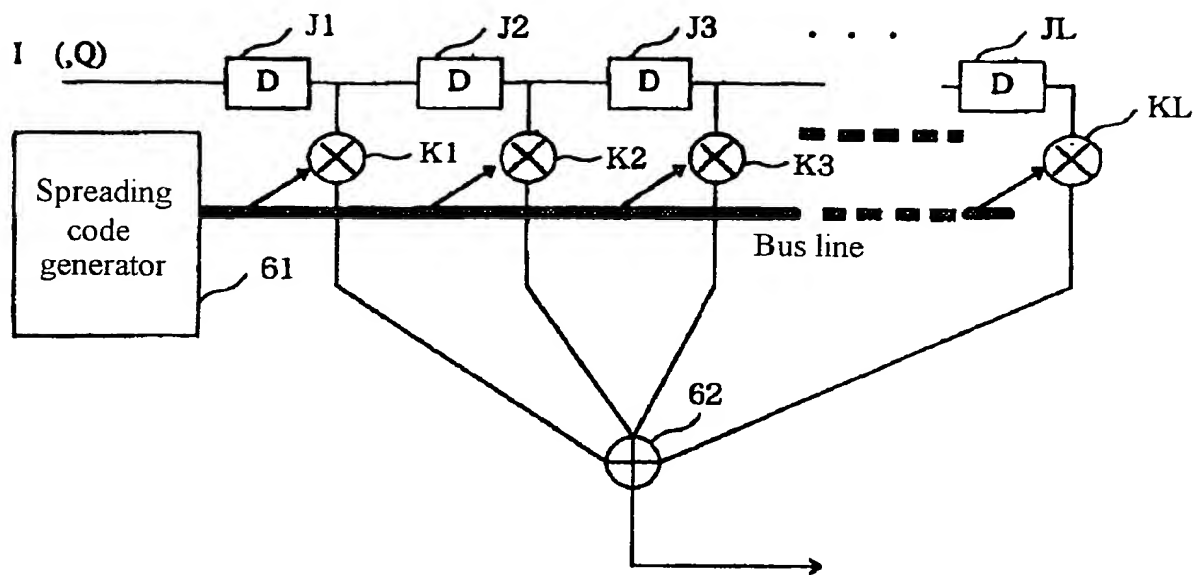 J1 J2 J3 . . . JL
I (,Q)
D D D D
K1 K2 K3 KL
Spreading
code
generator
Bus line
61
62